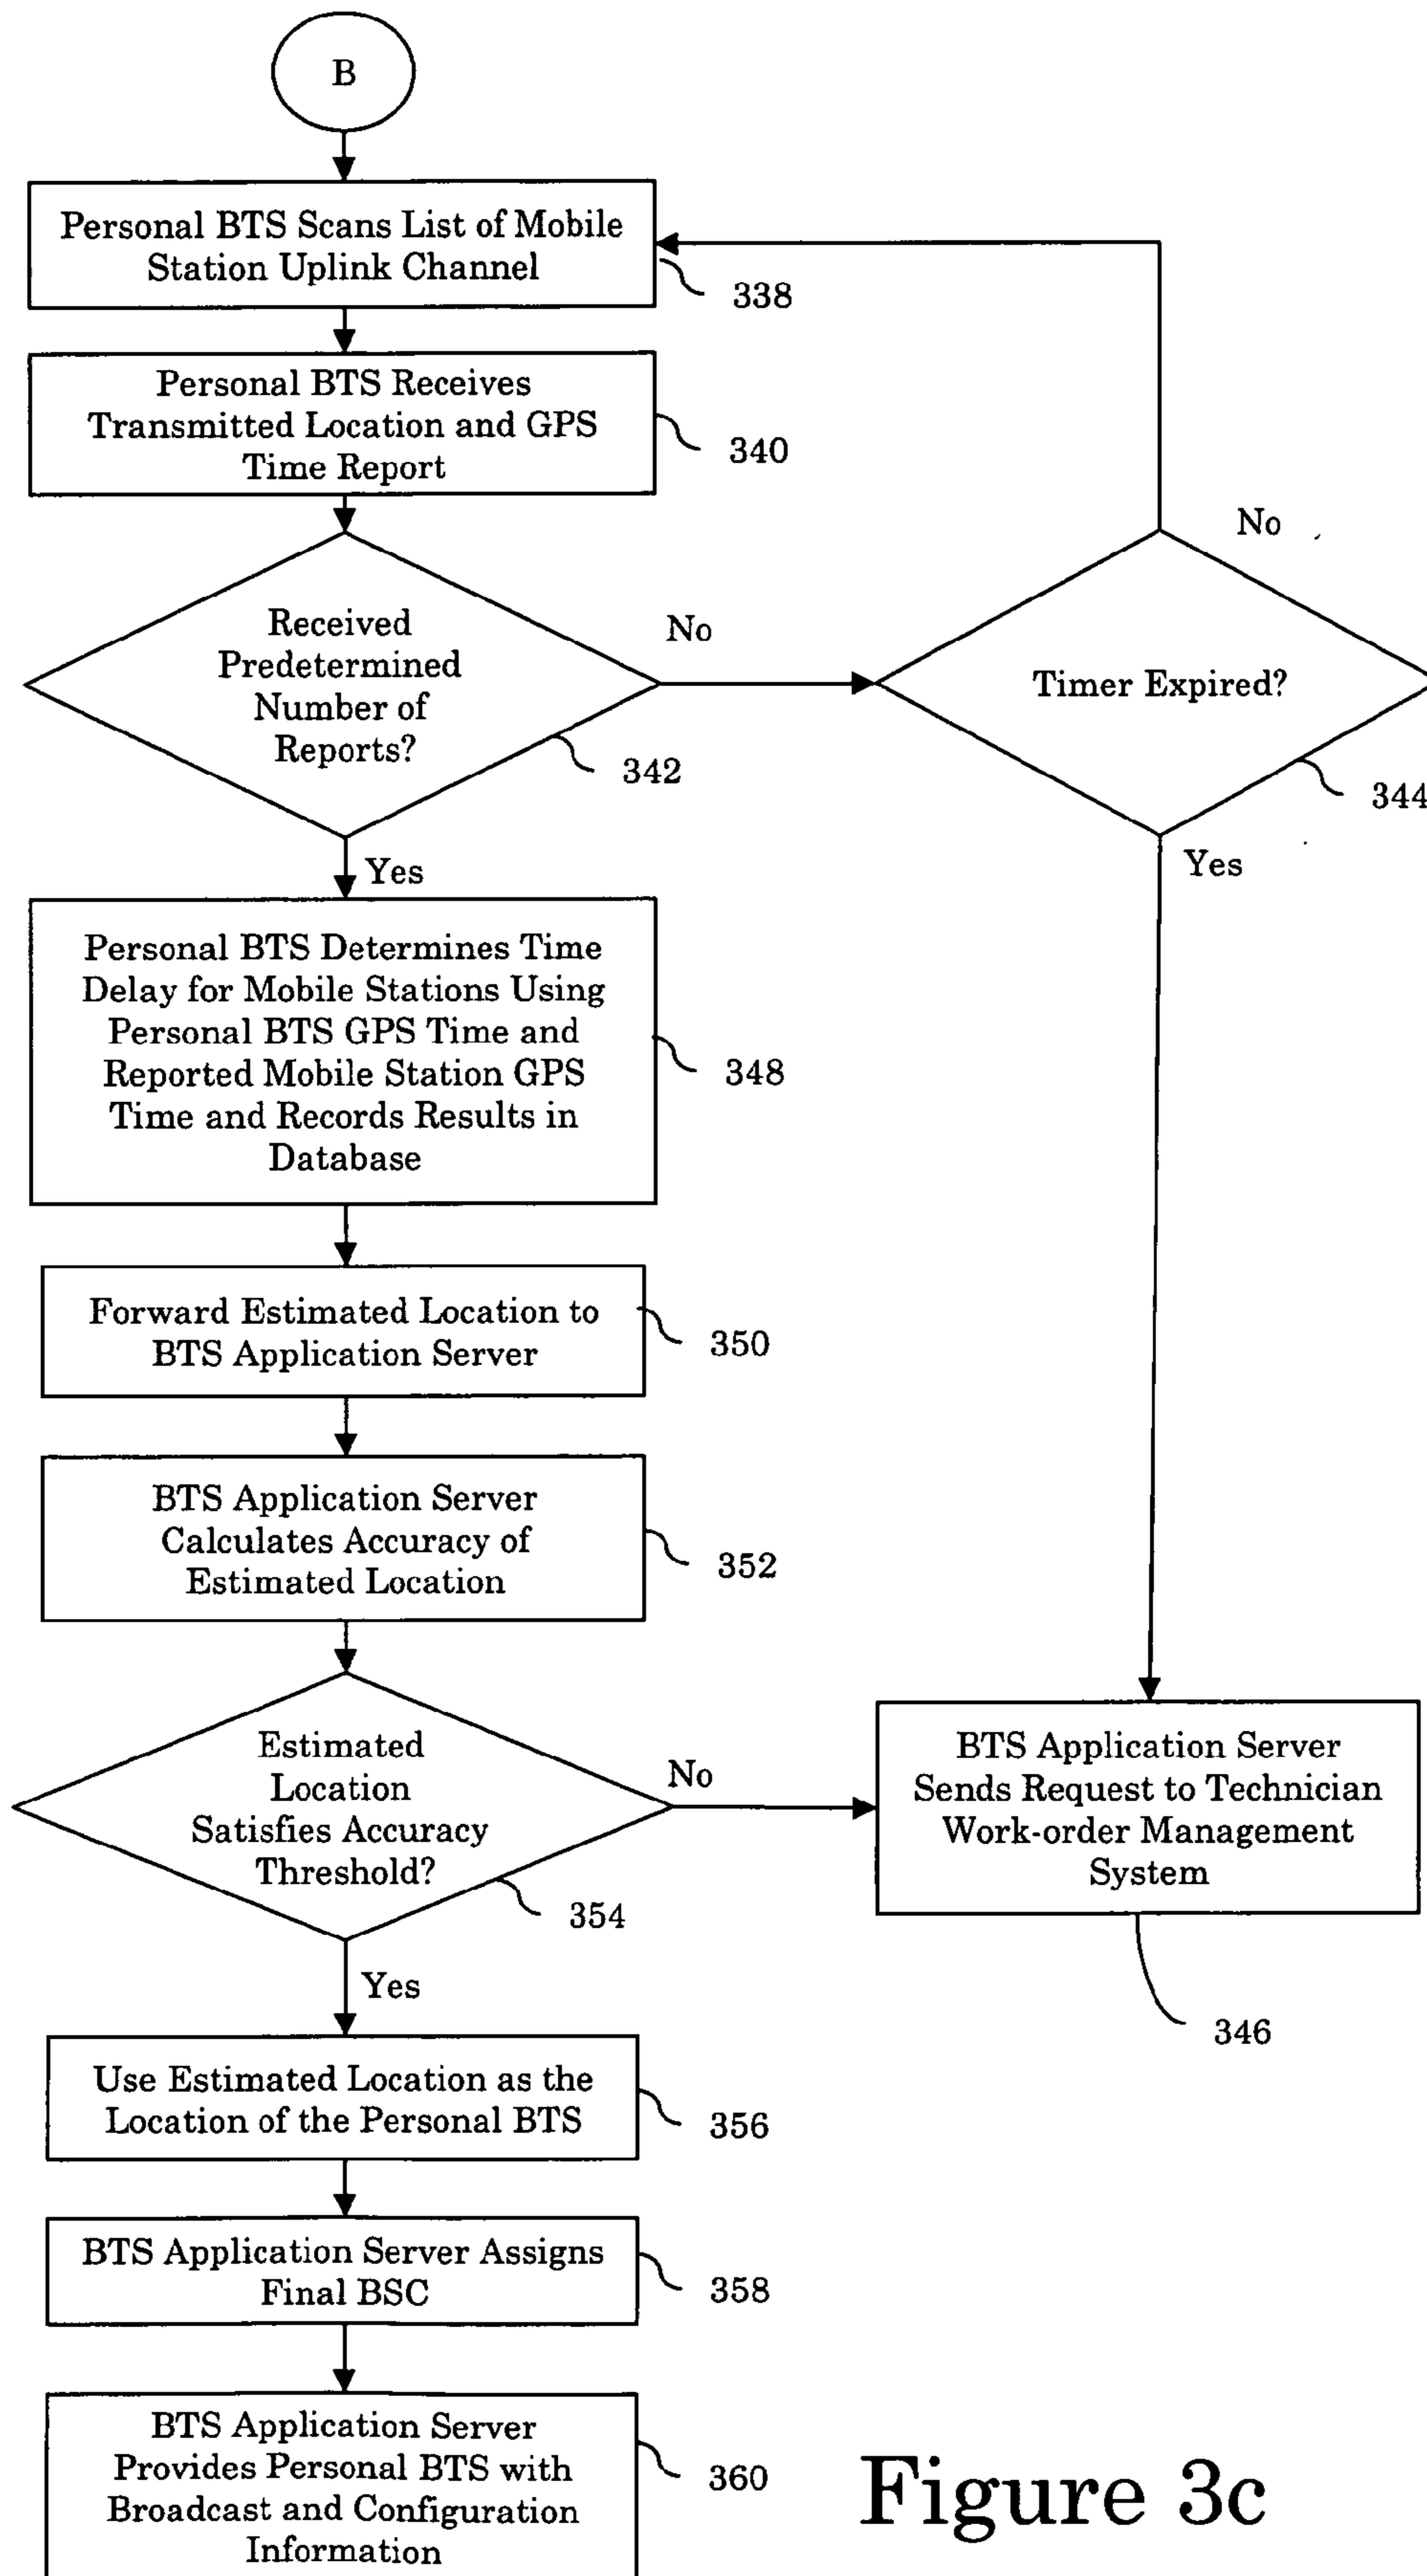 B
Personal BTS Scans List of Mobile
Station Uplink Channel
338
Personal BTS Receives
Transmitted Location and GPS
Time Report
340
Received
Predetermined
Number of
Reports?
342
No
Timer Expired?
344
No
Yes
Yes
Personal BTS Determines Time
Delay for Mobile Stations Using
Personal BTS GPS Time and
Reported Mobile Station GPS
Time and Records Results in
Database
348
Forward Estimated Location to
BTS Application Server
350
BTS Application Server
Calculates Accuracy of
Estimated Location
352
Estimated
Location
Satisfies Accuracy
Threshold?
354
No
BTS Application Server
Sends Request to Technician
Work-order Management
System
346
Yes
Use Estimated Location as the
Location of the Personal BTS
356
BTS Application Server Assigns
Final BSC
358
BTS Application Server
Provides Personal BTS with
Broadcast and Configuration
Information
360
Figure 3c